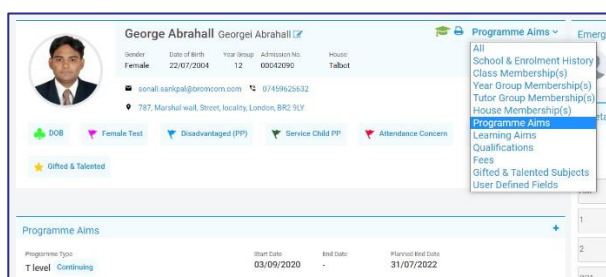 George Abrahall Georgei Abrahall
Programme Aims
Emerg
Gender Date of Birth Year Group Admission No. House
Female 22/07/2004 12 00042090 Talbot
sonali.sankpal@bromcom.com 07459625632
787, Marshal wall, Street, locality, London, BR2 9LY
DOB Female Test Disadvantaged (PP) Service Child PP Attendance Concern
Gifted & Talented
All
School & Enrolment History
Class Membership(s)
Year Group Membership(s)
Tutor Group Membership(s)
House Membership(s)
Programme Aims
Learning Aims
Qualifications
Fees
Gifted & Talented Subjects
User Defined Fields
1
2
Programme Aims
Programme Type Start Date End Date Planned End Date
T level Continuing 03/09/2020 - 31/07/2022